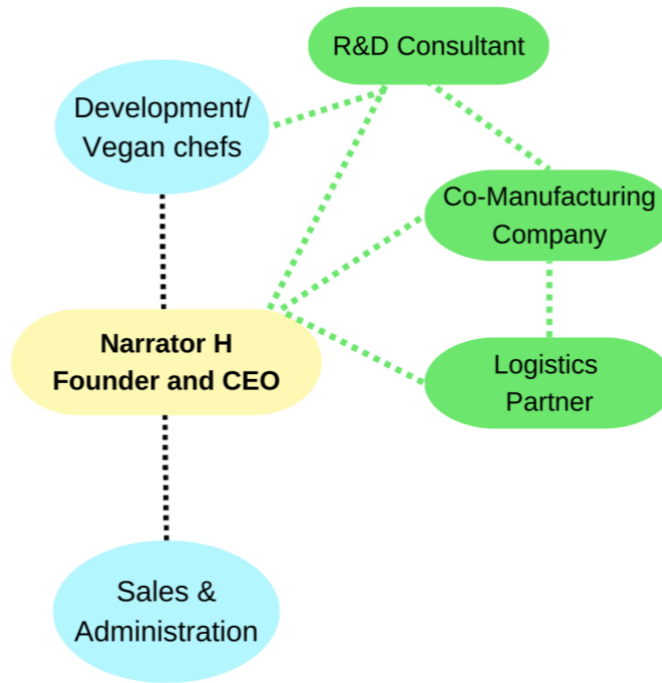 R&D Consultant
Development/
Vegan chefs
Co-Manufacturing
Company
Narrator H
Founder and CEO
Logistics
Partner
Sales &
Administration